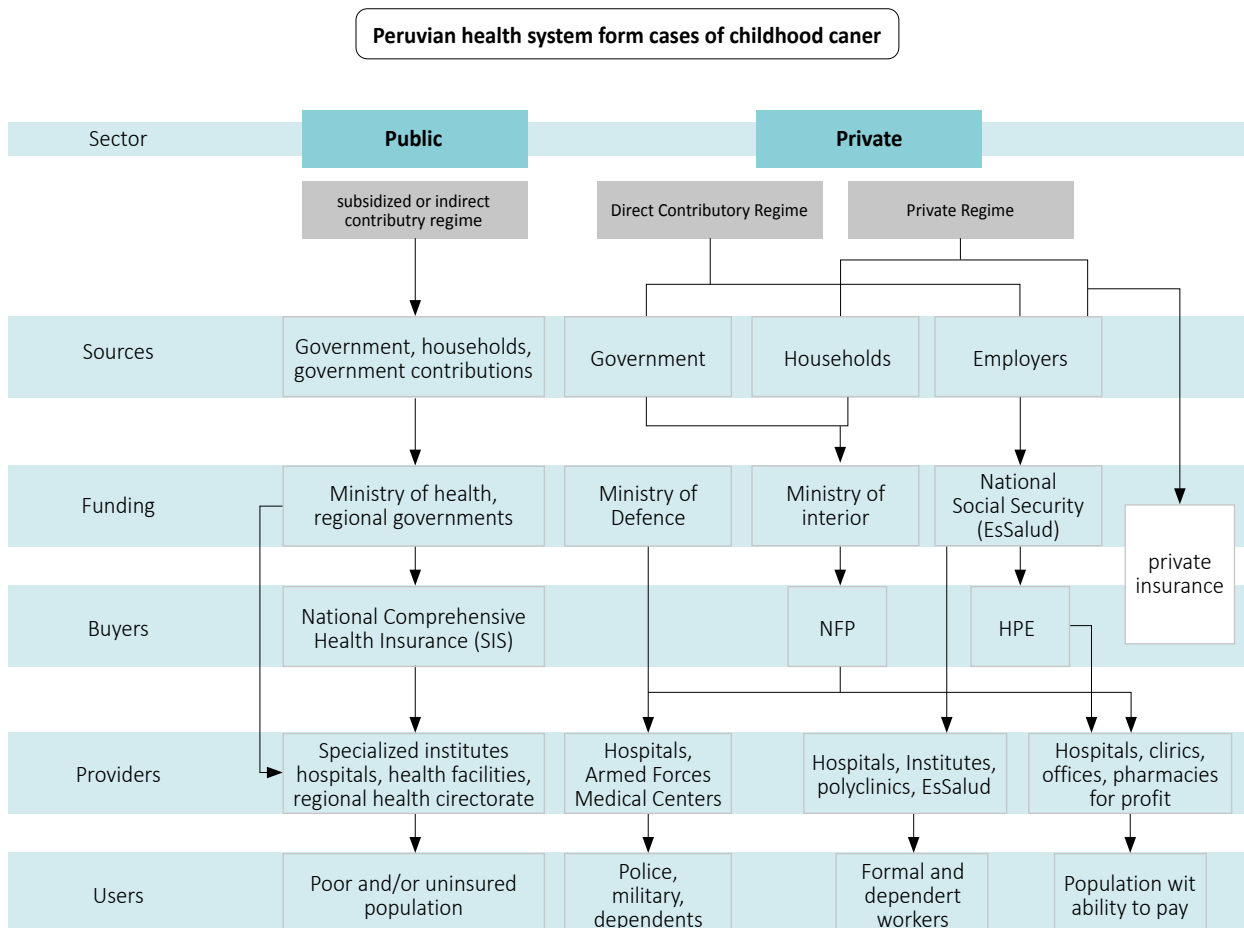 Peruvian health system form cases of childhood caner
Sector
Public
Private
subsidized or indirect
contributry regime
Direct Contributory Regime
Private Regime
Sources
Government, households,
government contributions
Government
Households
Employers
Funding
Ministry of health,
regional governments
Ministry of
Defence
Ministry of
interior
National
Social Security
(EsSalud)
private
insurance
Buyers
National Comprehensive
Health Insurance (SIS)
NFP
HPE
Providers
Specialized institutes
hospitals, health facilities,
regional health cirectorate
Hospitals,
Armed Forces
Medical Centers
Hospitals, Institutes,
polyclinics, EsSalud
Hospitals, clirics,
offices, pharmacies
for profit
Users
Poor and/or uninsured
population
Police,
military,
dependents
Formal and
dependert
workers
Population wit
ability to pay